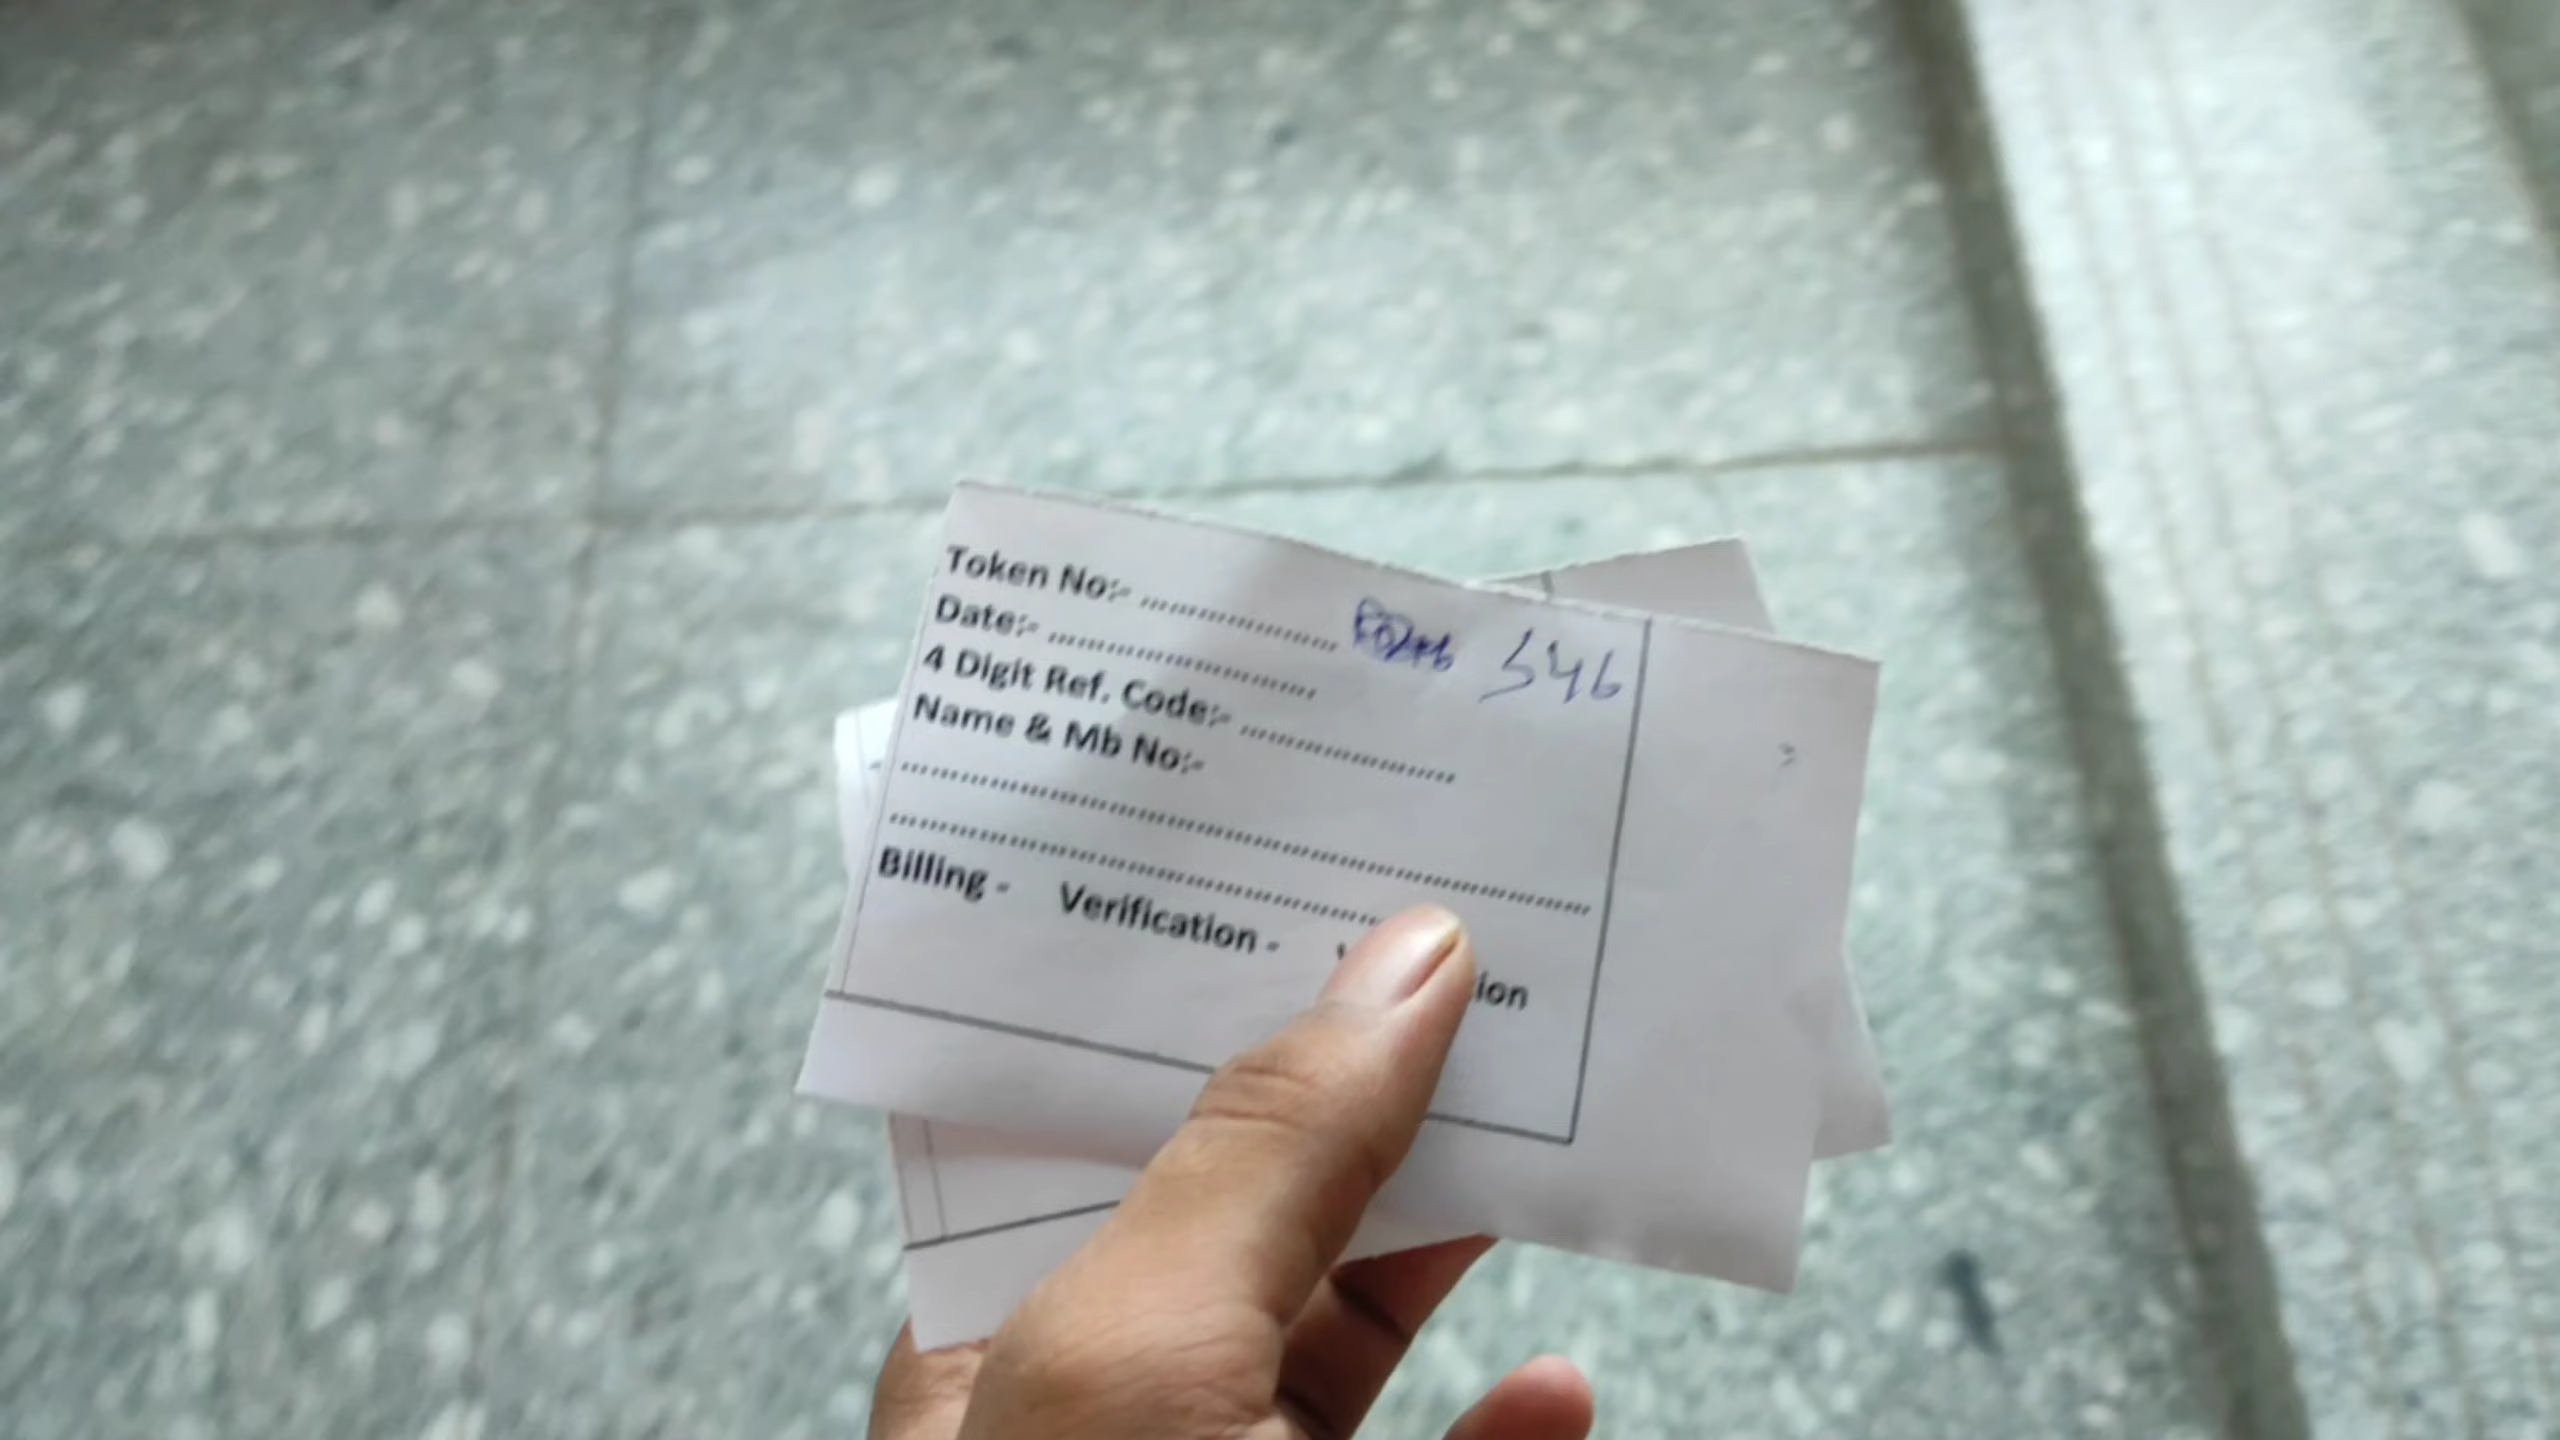 Token No:- ........................ 546
Date:- ................................
4 Digit Ref. Code:- ..........................
Name & Mb No:-
....................................................................................
............................................................
Billing - Verification -